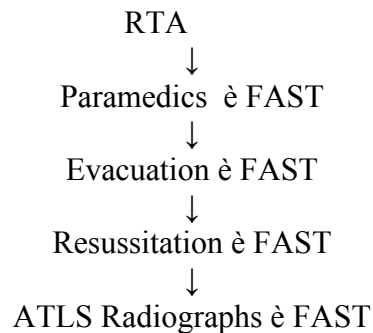 RTA
↓
Paramedics è FAST
↓
Evacuation è FAST
↓
Resussitation è FAST
↓
ATLS Radiographs è FAST